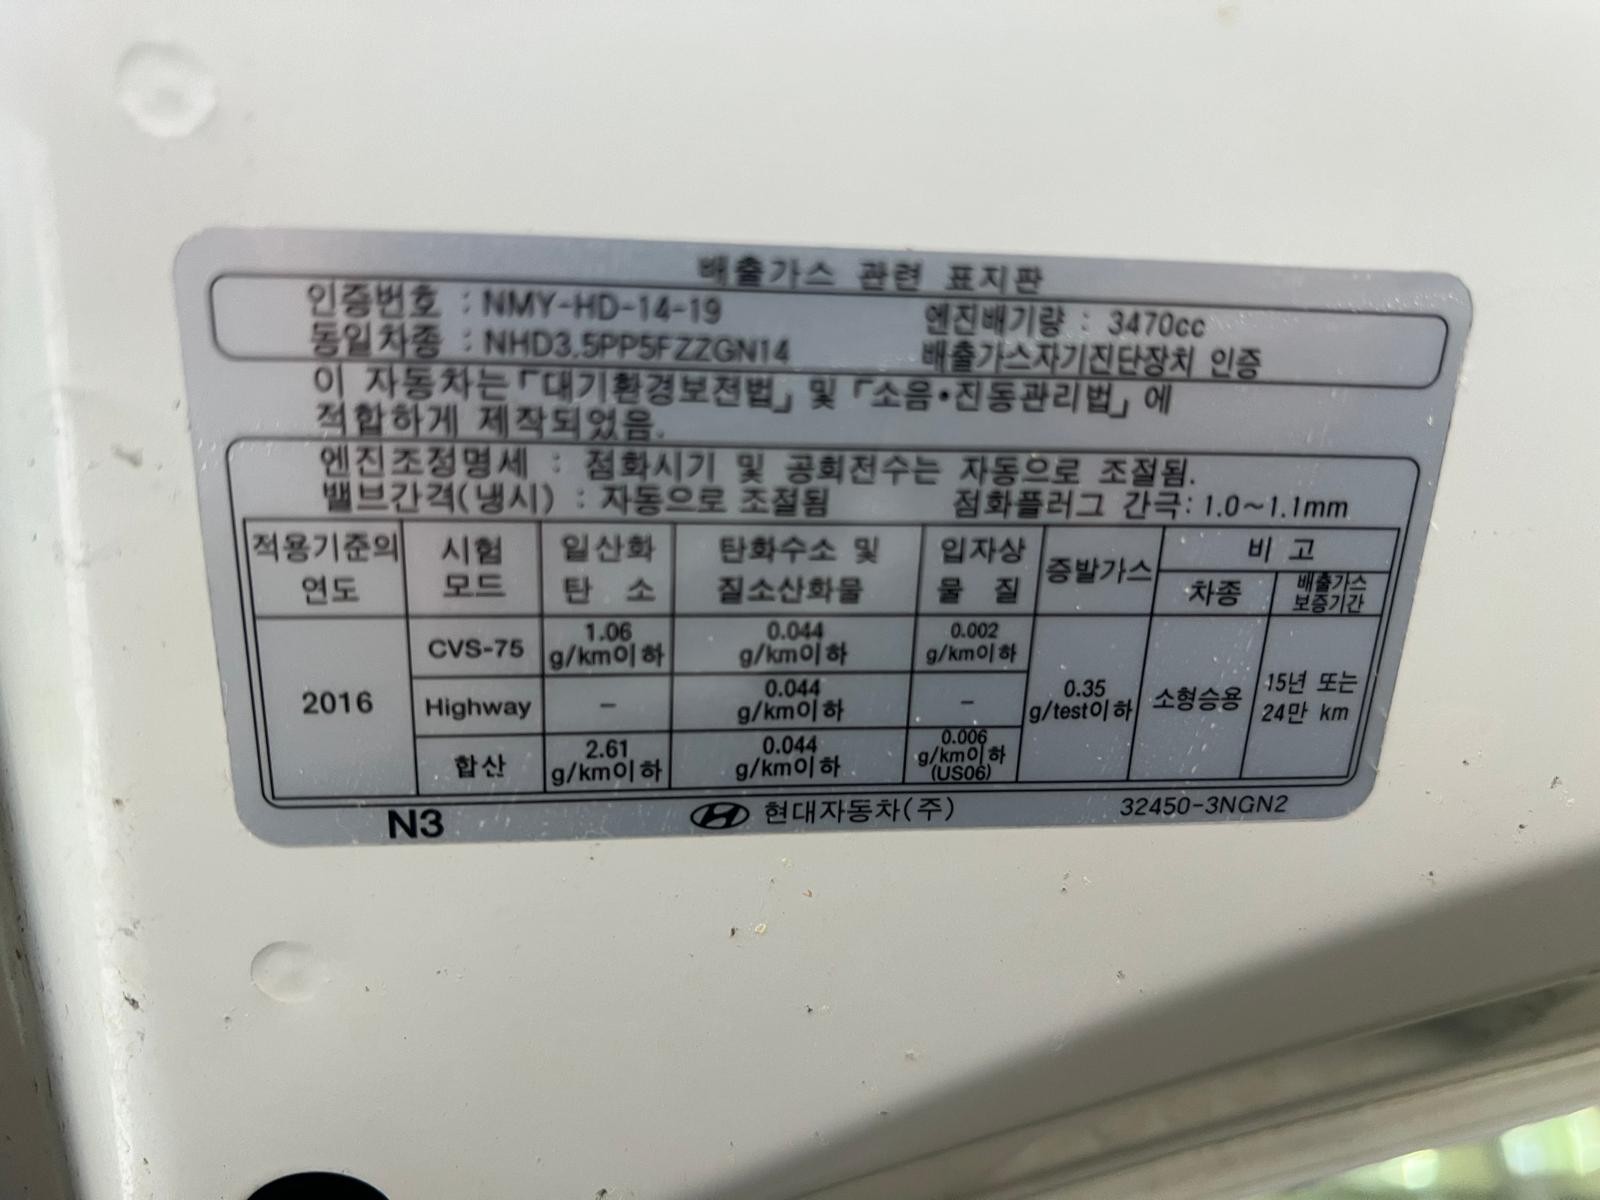 배출가스 관련 표지판
인증번호 : NMY-HD-14-19 엔진배기량 : 3470cc
동일차종 : NHD3.5PP5FZZGN14 배출가스자기진단장치 인증
이 자동차는「대기환경보전법」및「소음•진동관리법」에
적합하게 제작되었음.
엔진조정명세 : 점화시기 및 공회전수는 자동으로 조절됨.
밸브간격(냉시) : 자동으로 조절됨 점화플러그 간극: 1.0~1.1mm
적용기준의 연도 시험 모드 일산화 탄소 탄화수소 및 질소산화물 입자상 물질 증발가스 비고
차종 배출가스 보증기간
2016 CVS-75 1.06 g/km이하 0.044 g/km이하 0.002 g/km이하 0.35 g/test이하 소형승용 15년 또는 24만 km
Highway – 0.044 g/km이하 –
합산 2.61 g/km이하 0.044 g/km이하 0.006 g/km이하 (US06)
N3 현대자동차(주) 32450-3NGN2